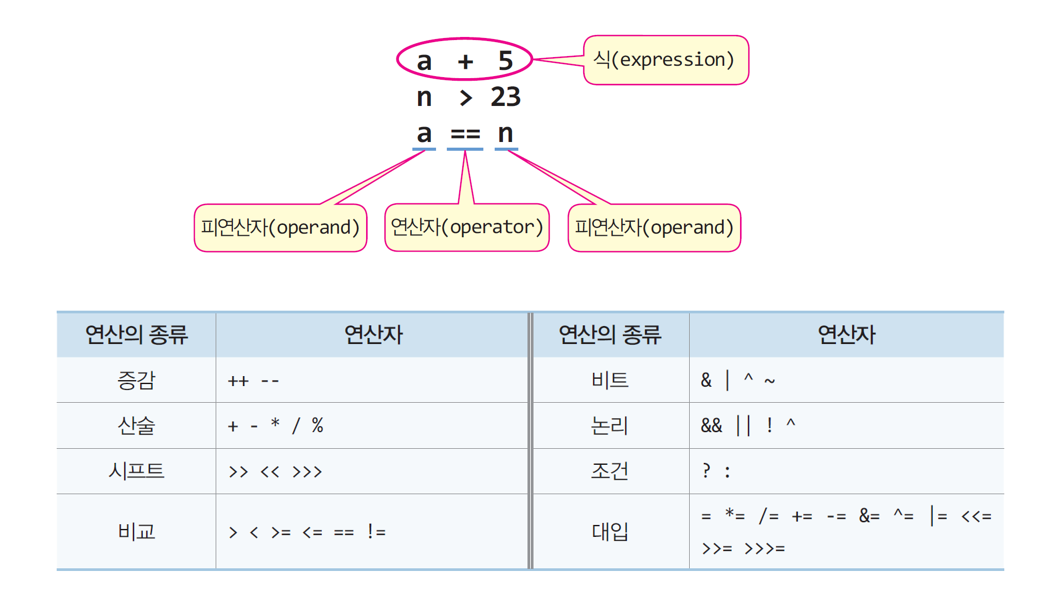 a + 5
식(expression)
n > 23
a == n
피연산자(operand)
연산자(operator)
피연산자(operand)
연산의 종류 연산자 연산의 종류 연산자
증감 ++ -- 비트 & | ^ ~
산술 + - * / % 논리 && || ! ^
시프트 >> << >>> 조건 ? :
비교 > < >= <= == != 대입 = *= /= += -= &= ^= |= <<=
>>= >>>=